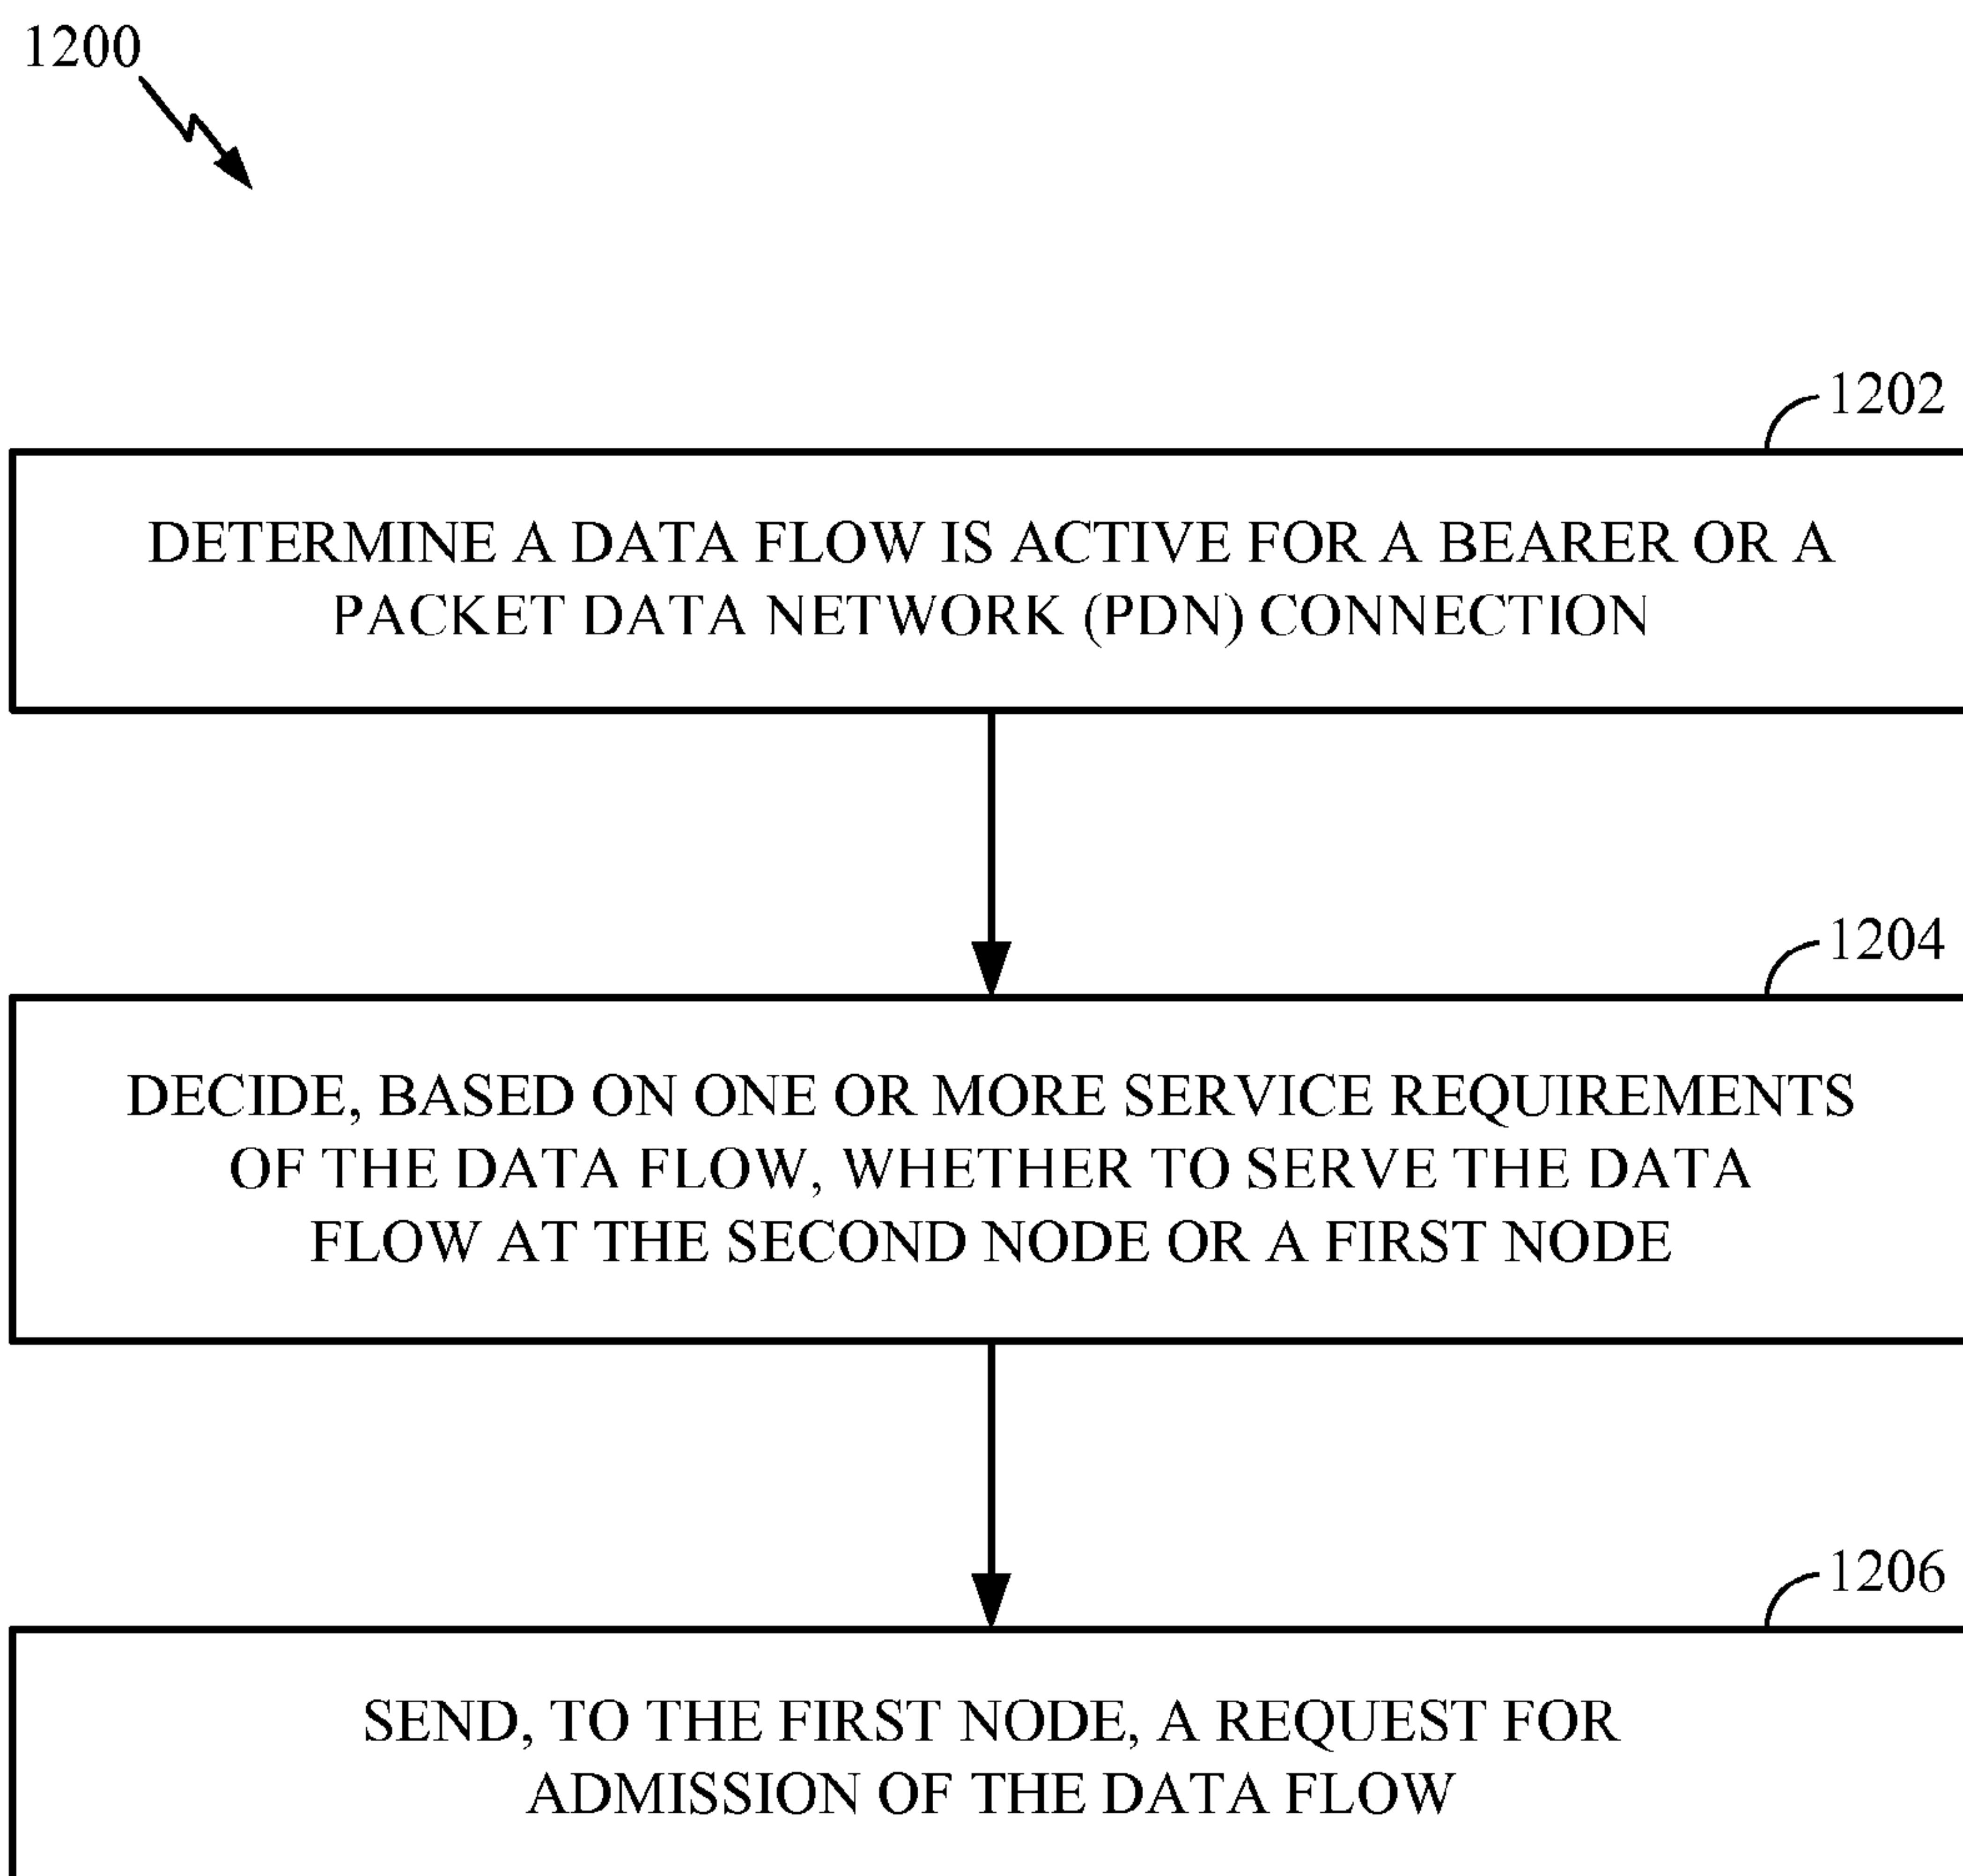 1200
1202
DETERMINE A DATA FLOW IS ACTIVE FOR A BEARER OR A
PACKET DATA NETWORK (PDN) CONNECTION
1204
DECIDE, BASED ON ONE OR MORE SERVICE REQUIREMENTS
OF THE DATA FLOW, WHETHER TO SERVE THE DATA
FLOW AT THE SECOND NODE OR A FIRST NODE
1206
SEND, TO THE FIRST NODE, A REQUEST FOR
ADMISSION OF THE DATA FLOW